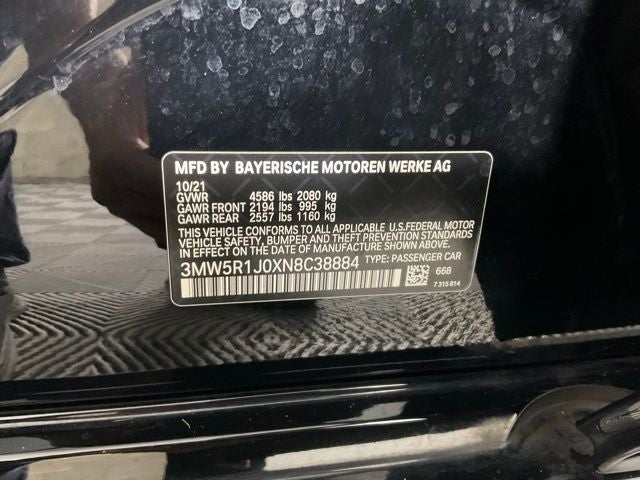 MFD BY BAYERISCHE MOTOREN WERKE AG
10/21
GVWR 4586 lbs 2080 kg
GAWR FRONT 2194 lbs 995 kg
GAWR REAR 2557 lbs 1160 kg
THIS VEHICLE CONFORMS TO ALL APPLICABLE U.S.FEDERAL MOTOR
VEHICLE SAFETY, BUMPER AND THEFT PREVENTION STANDARDS
IN EFFECT ON THE DATE OF MANUFACTURE SHOWN ABOVE.
3MW5R1J0XN8C38884 TYPE: PASSENGER CAR
668
7 315 814